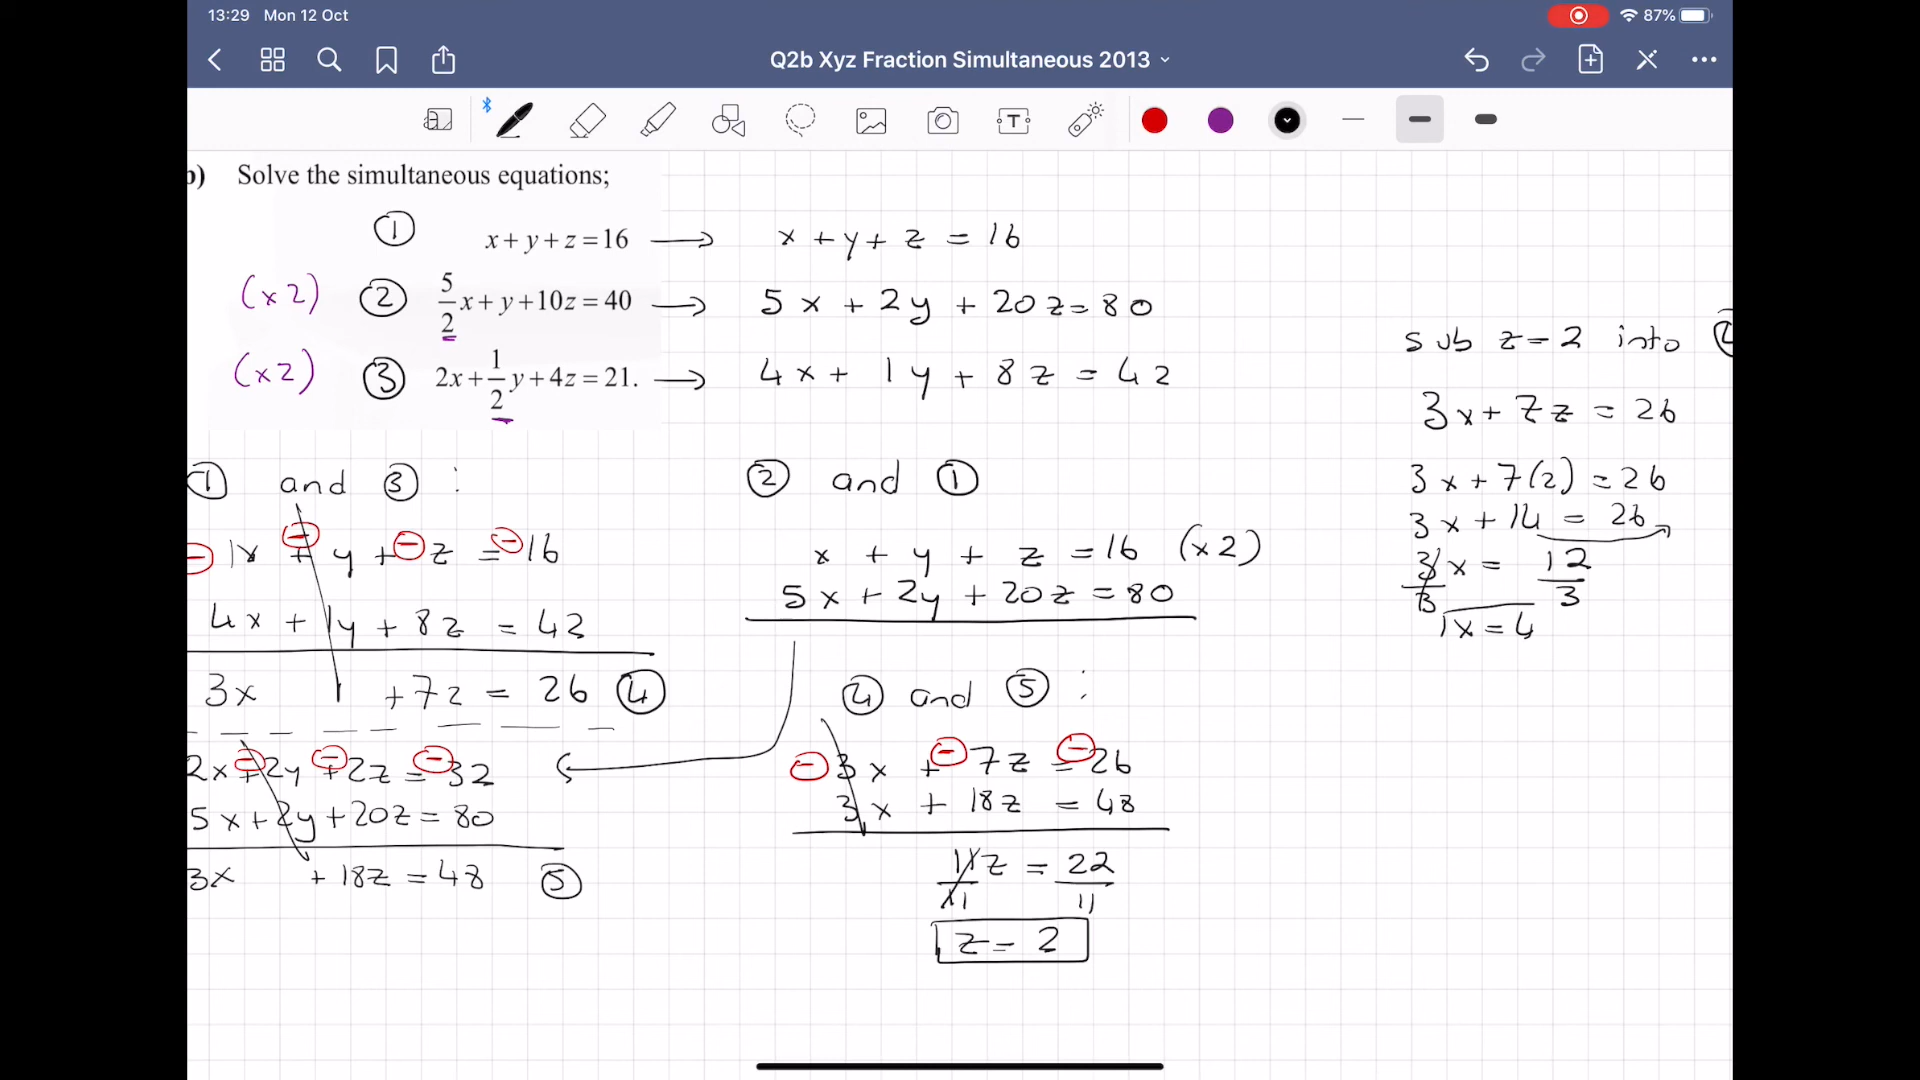 13:29 Mon 12 Oct
87%
Q2b Xyz Fraction Simultaneous 2013
T
b) Solve the simultaneous equations;
① x + y + z = 16 → x + y + z = 16
(x2) ② 5/2 x + y + 10z = 40 → 5x + 2y + 20z = 80
(x2) ③ 2x + 1/2 y + 4z = 21. → 4x + 1y + 8z = 42
① and ③ :
- 1x +- y +- z =- 16
4x + 1y + 8z = 42
3x + 7z = 26 ④
2x +- 2y +- 2z =- 32
5x + 2y + 20z = 80
3x + 18z = 48 ⑤
② and ①
x + y + z = 16 (x2)
5x + 2y + 20z = 80
④ and ⑤ :
- 3x +- 7z =- 26
3x + 18z = 48
11z = 22
11 11
z = 2
sub z = 2 into
3x + 7z = 26
3x + 7(2) = 26
3x + 14 = 26
3x = 12
3 3
1x = 4